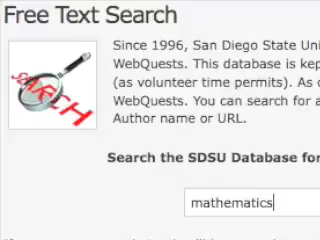 Free Text Search
SEARCH
Since 1996, San Diego State Uni
WebQuests. This database is kep
(as volunteer time permits). As
WebQuests. You can search for a
Author name or URL.
Search the SDSU Database for
mathematics